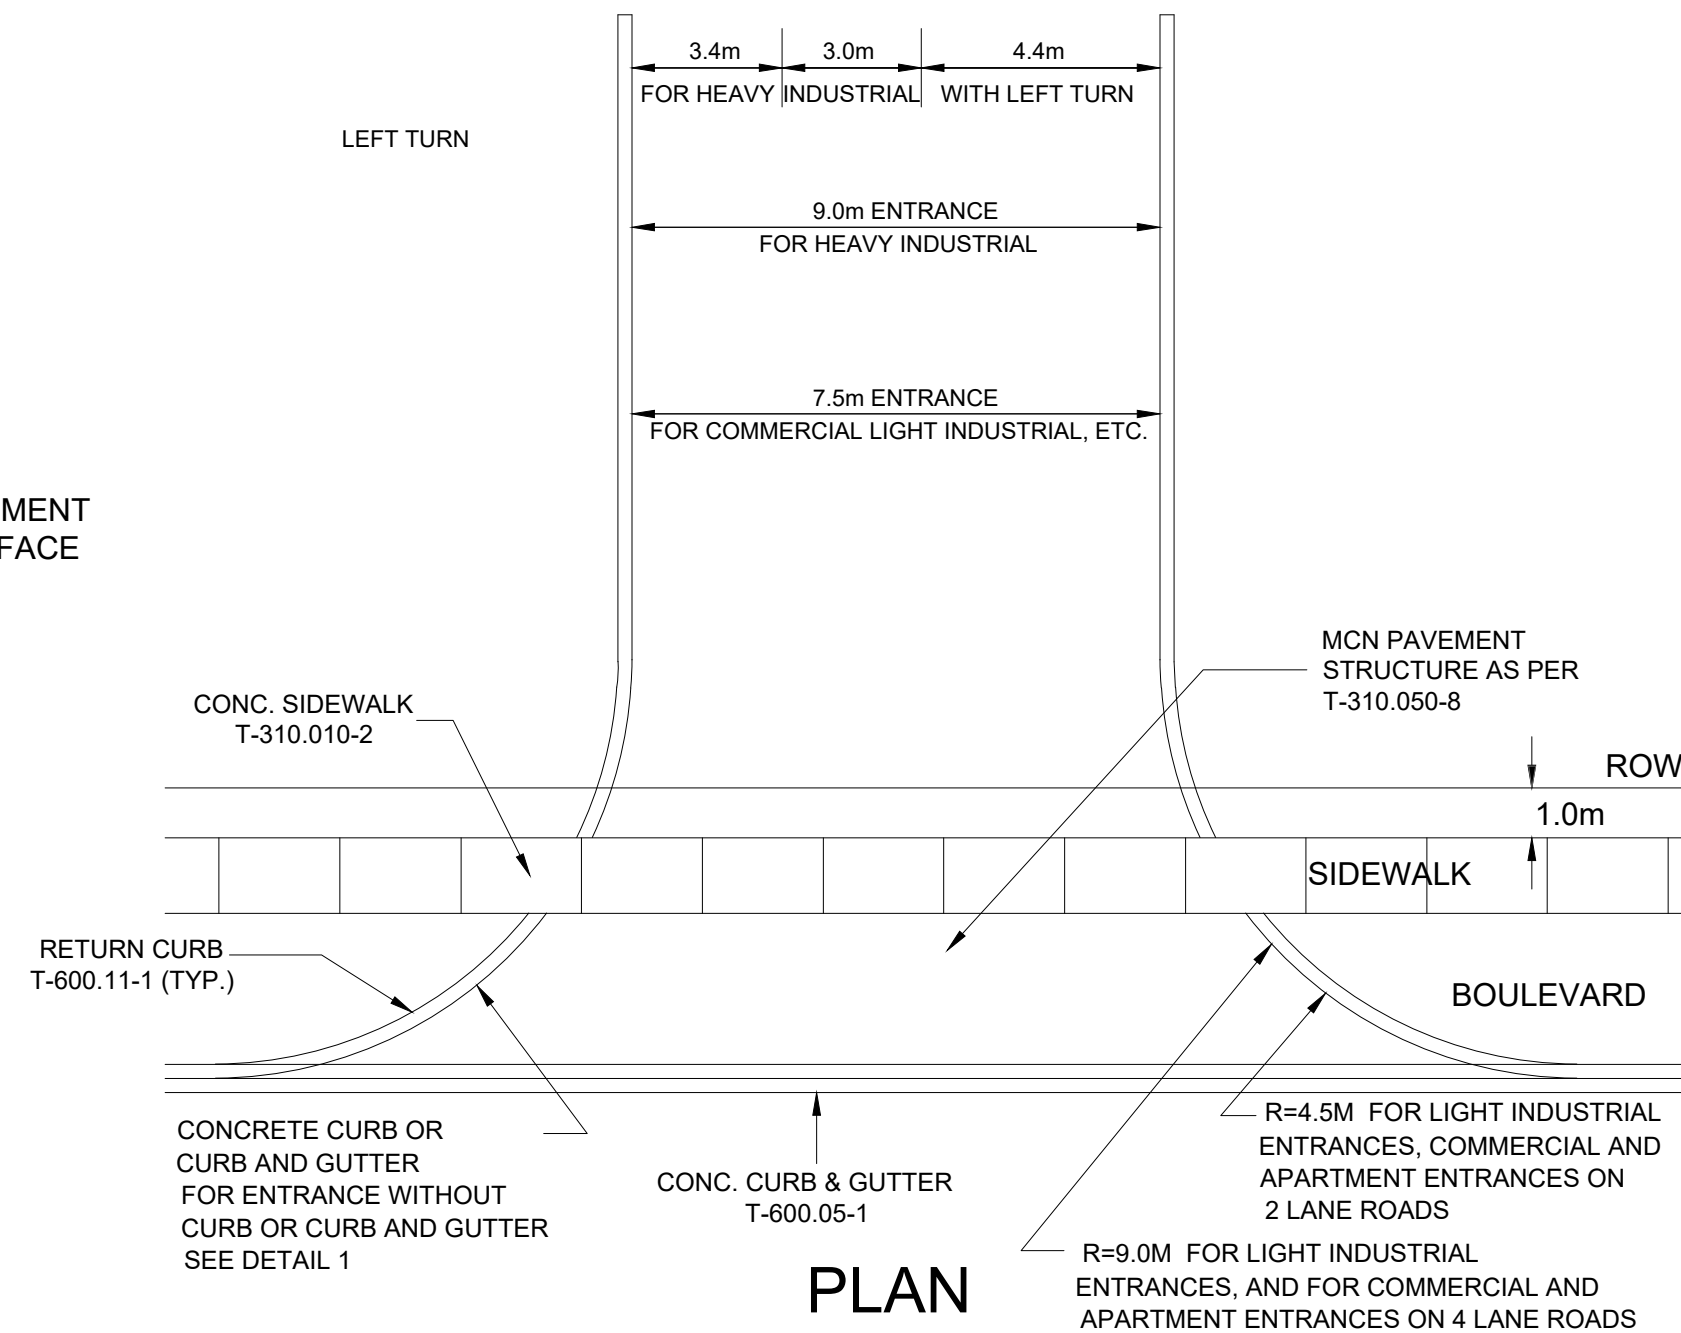 3.4m 3.0m 4.4m
FOR HEAVY INDUSTRIAL WITH LEFT TURN
LEFT TURN
9.0m ENTRANCE
FOR HEAVY INDUSTRIAL
7.5m ENTRANCE
FOR COMMERCIAL LIGHT INDUSTRIAL, ETC.
MENT
FACE
MCN PAVEMENT
STRUCTURE AS PER
T-310.050-8
CONC. SIDEWALK
T-310.010-2
ROW
1.0m
SIDEWALK
RETURN CURB
T-600.11-1 (TYP.)
BOULEVARD
CONCRETE CURB OR
CURB AND GUTTER
FOR ENTRANCE WITHOUT
CURB OR CURB AND GUTTER
SEE DETAIL 1
CONC. CURB & GUTTER
T-600.05-1
R=4.5M FOR LIGHT INDUSTRIAL
ENTRANCES, COMMERCIAL AND
APARTMENT ENTRANCES ON
2 LANE ROADS
R=9.0M FOR LIGHT INDUSTRIAL
ENTRANCES, AND FOR COMMERCIAL AND
APARTMENT ENTRANCES ON 4 LANE ROADS
PLAN